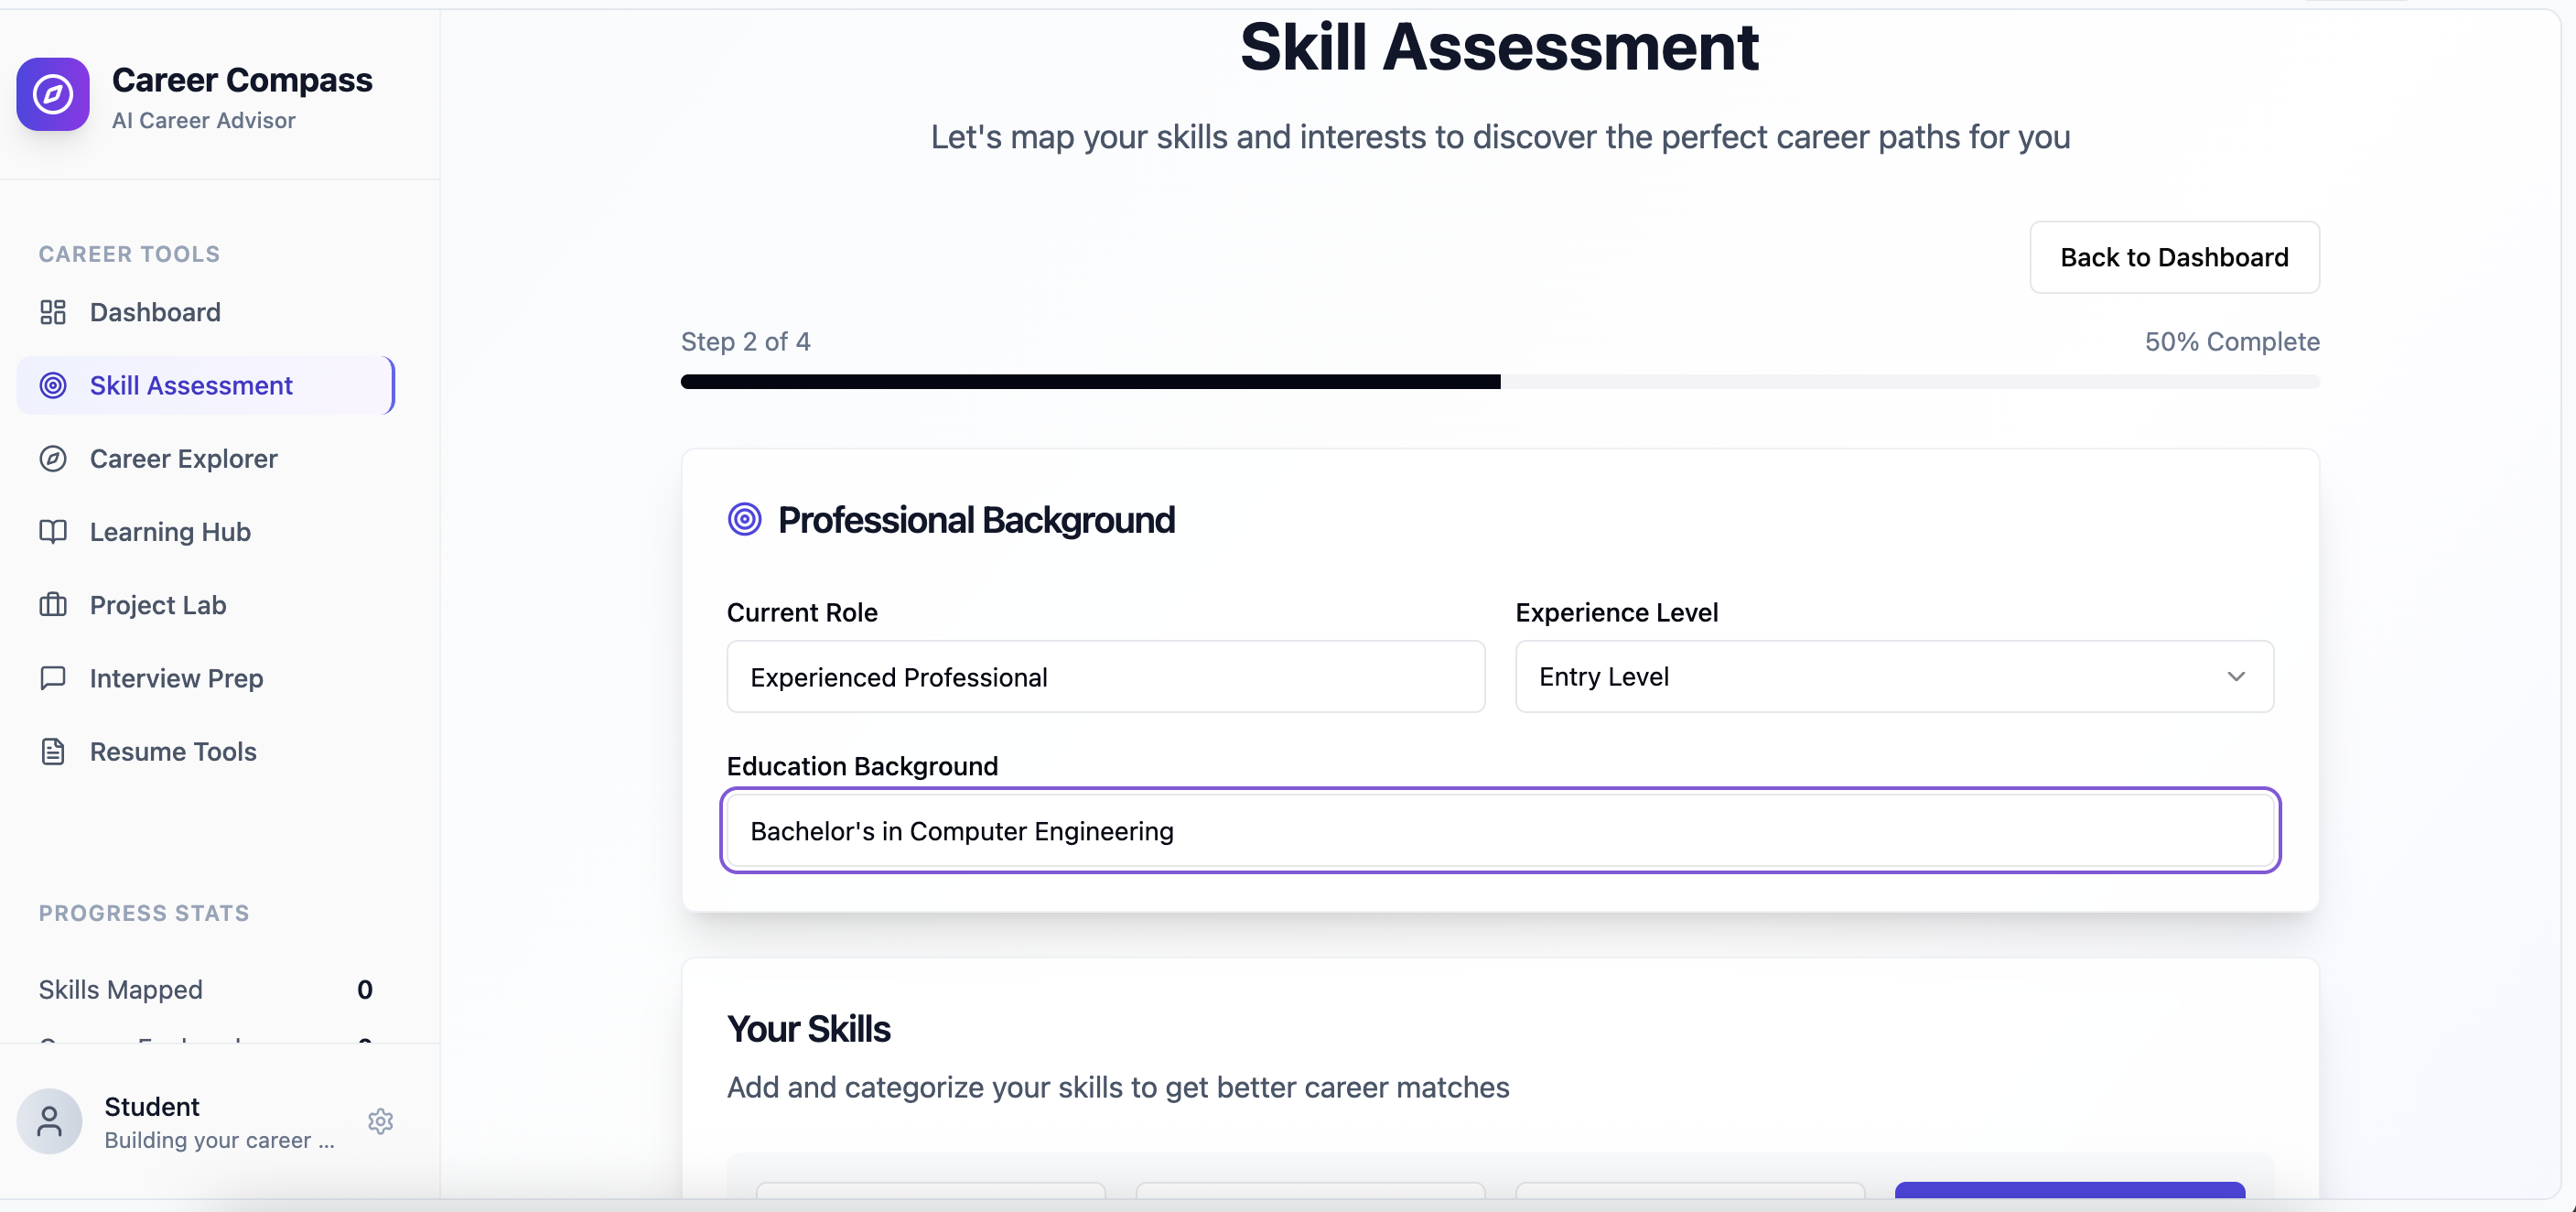 Career Compass
AI Career Advisor
CAREER TOOLS
Dashboard
Skill Assessment
Career Explorer
Learning Hub
Project Lab
Interview Prep
Resume Tools
PROGRESS STATS
Skills Mapped 0
Student
Building your career ...
Skill Assessment
Let's map your skills and interests to discover the perfect career paths for you
Back to Dashboard
Step 2 of 4 50% Complete
Professional Background
Current Role Experience Level
Experienced Professional Entry Level
Education Background
Bachelor's in Computer Engineering
Your Skills
Add and categorize your skills to get better career matches